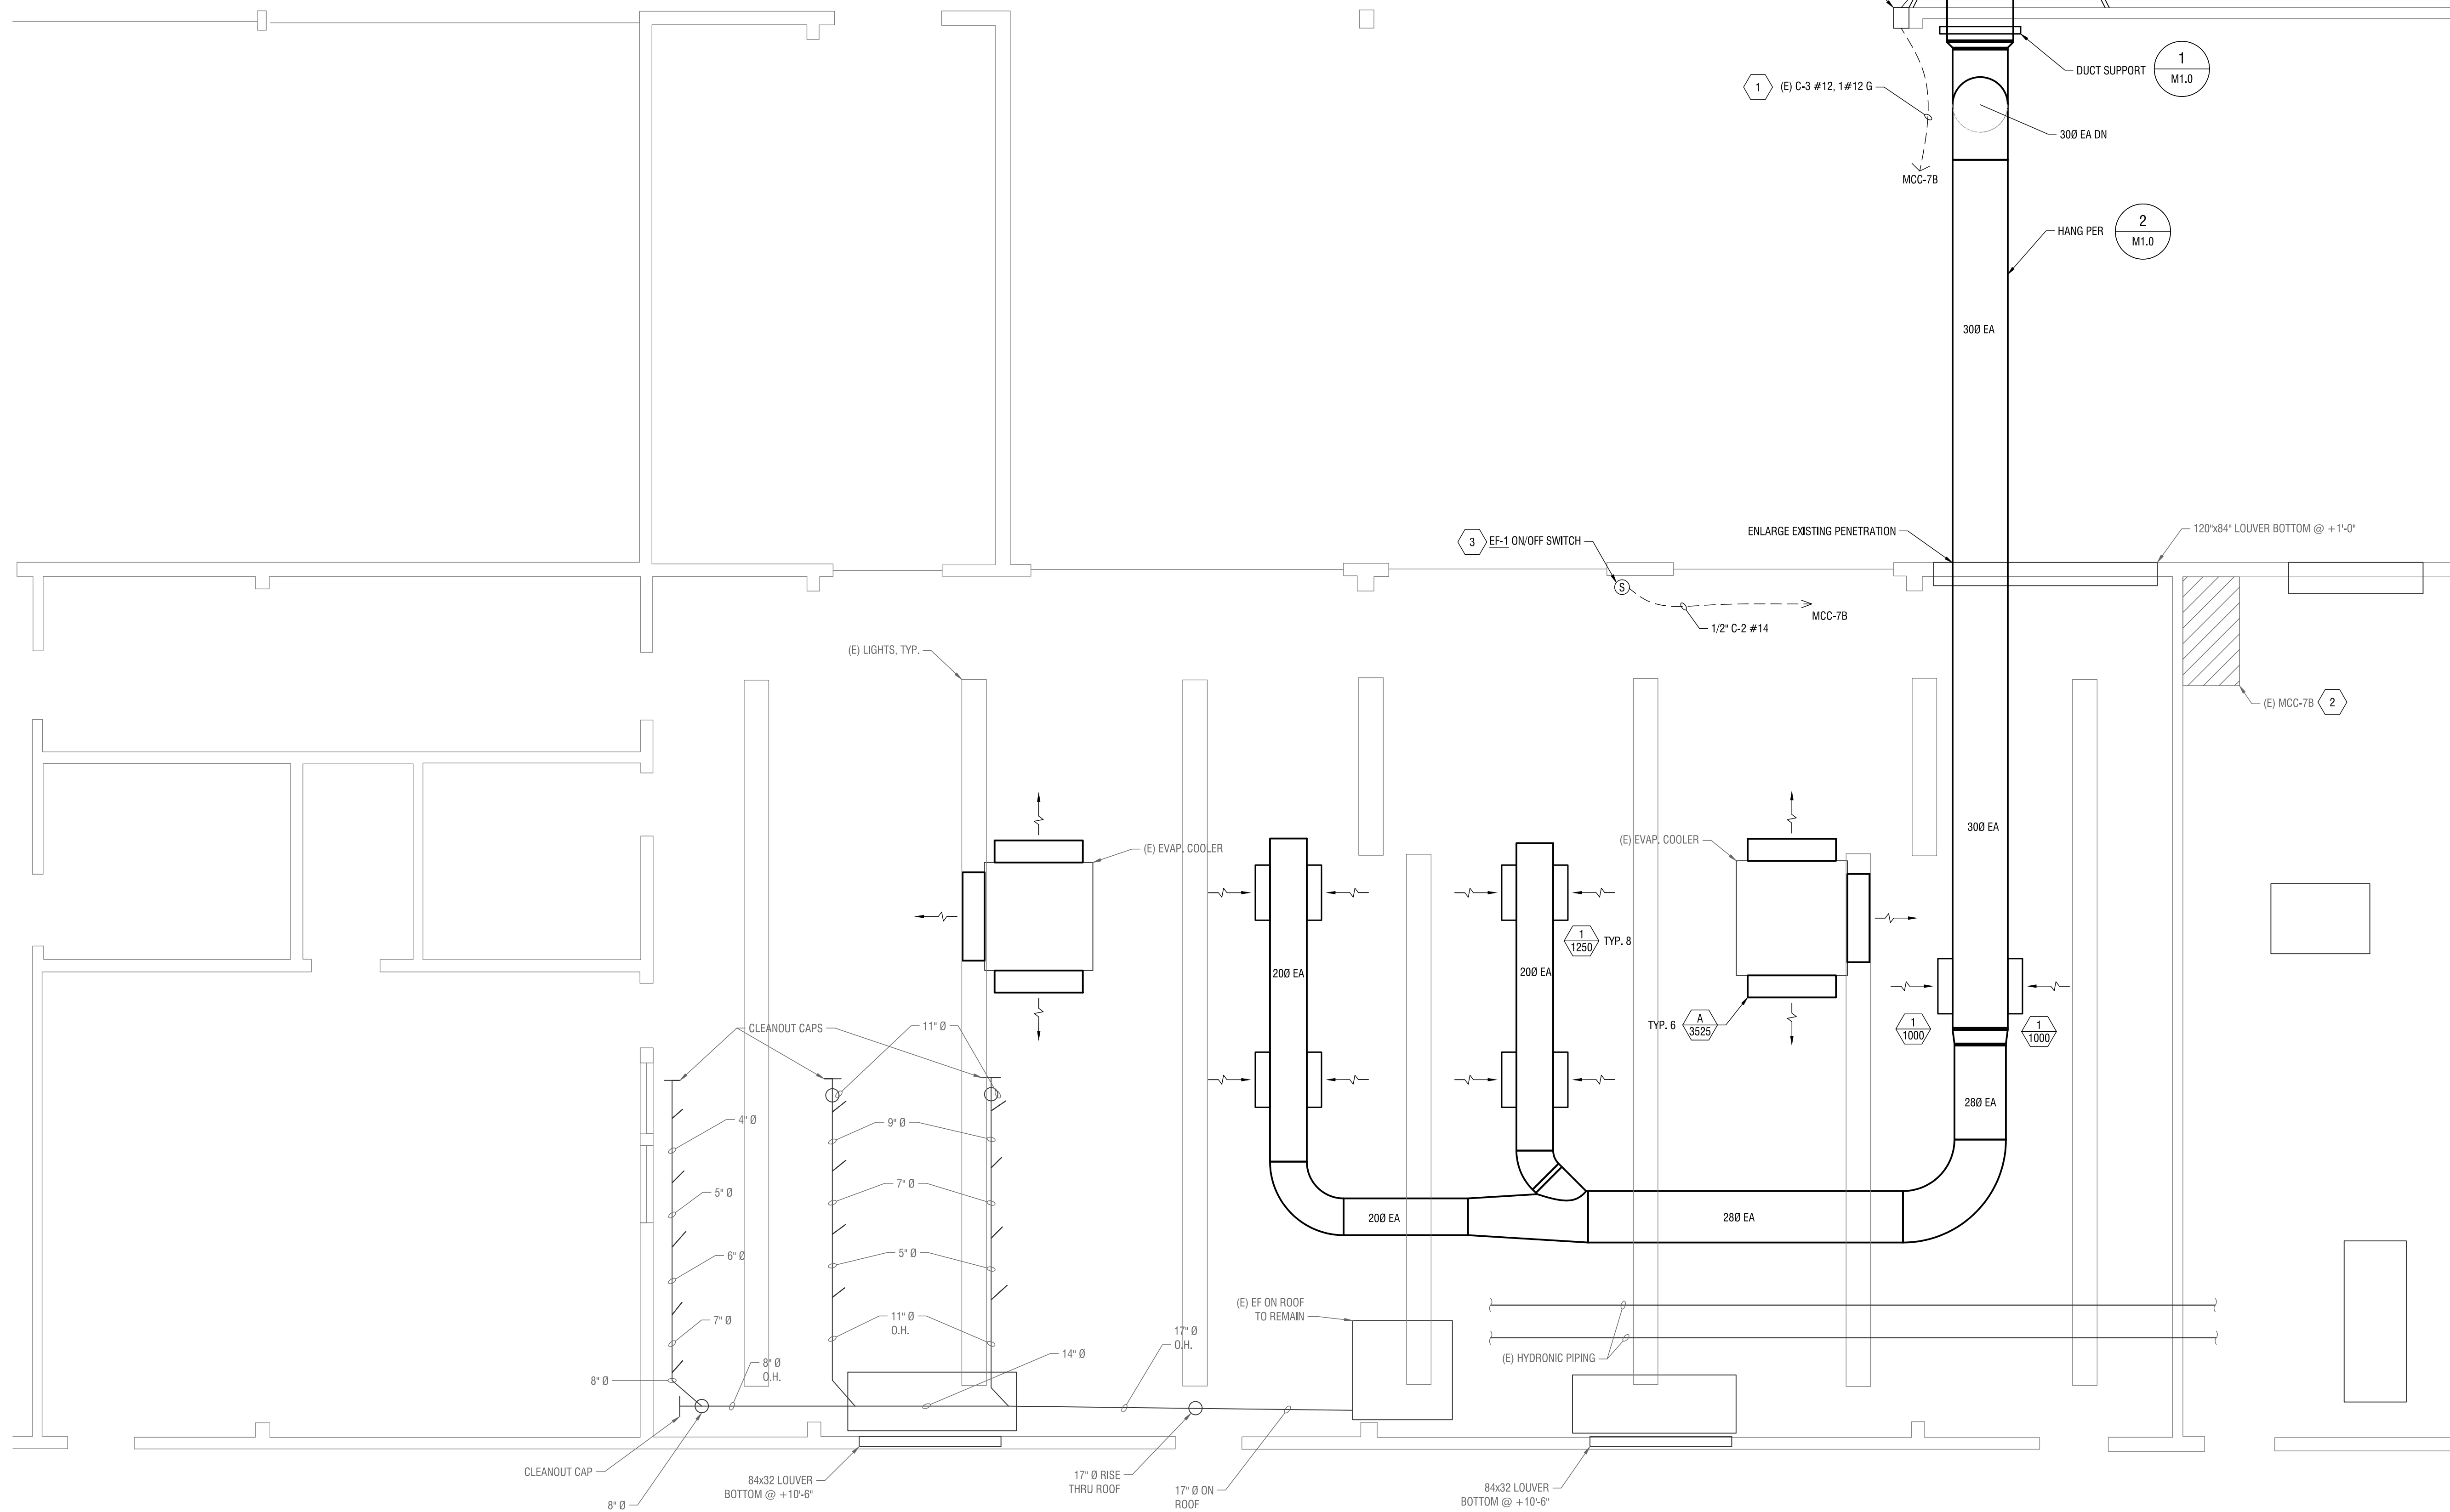 DUCT SUPPORT
1
M1.0
1
(E) C-3 #12, 1#12 G
30Ø EA DN
MCC-7B
HANG PER
2
M1.0
30Ø EA
3
EF-1 ON/OFF SWITCH
ENLARGE EXISTING PENETRATION
120"x84" LOUVER BOTTOM @ +1'-0"
S
MCC-7B
1/2" C-2 #14
(E) LIGHTS, TYP.
(E) MCC-7B
2
(E) EVAP. COOLER
(E) EVAP. COOLER
30Ø EA
1
1250
TYP. 8
20Ø EA
20Ø EA
TYP. 6
A
3525
1
1000
1
1000
CLEANOUT CAPS
11" Ø
28Ø EA
4" Ø
9" Ø
7" Ø
5" Ø
20Ø EA
28Ø EA
6" Ø
5" Ø
7" Ø
11" Ø
O.H.
(E) EF ON ROOF
TO REMAIN
17" Ø
O.H.
14" Ø
(E) HYDRONIC PIPING
8" Ø
O.H.
8" Ø
CLEANOUT CAP
84x32 LOUVER
BOTTOM @ +10'-6"
17" Ø RISE
THRU ROOF
17" Ø ON
ROOF
84x32 LOUVER
BOTTOM @ +10'-6"
8" Ø